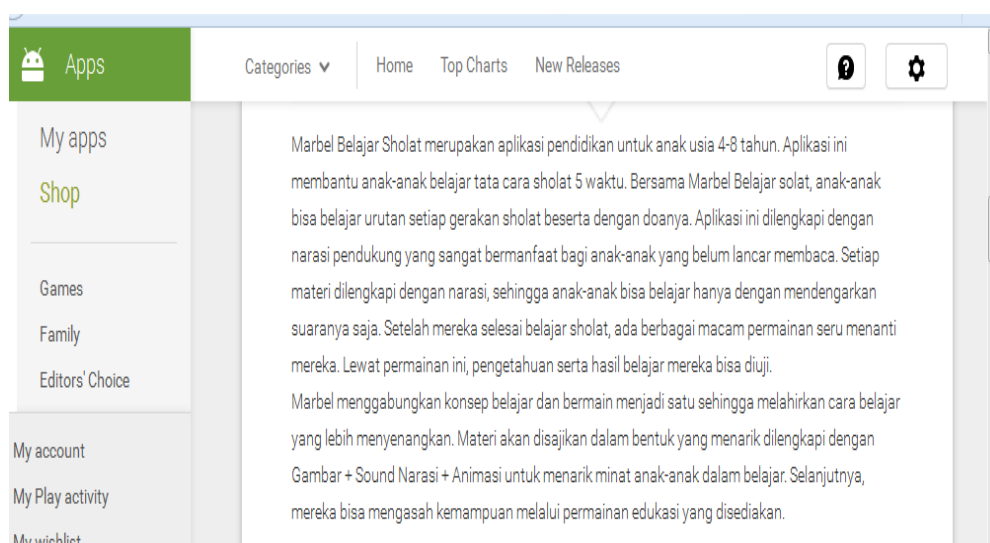 Apps
Categories
Home
Top Charts
New Releases
My apps
Shop
Games
Family
Editors' Choice
My account
My Play activity
My wishlist
Marbel Belajar Sholat merupakan aplikasi pendidikan untuk anak usia 4-8 tahun. Aplikasi ini
membantu anak-anak belajar tata cara sholat 5 waktu. Bersama Marbel Belajar solat, anak-anak
bisa belajar urutan setiap gerakan sholat beserta dengan doanya. Aplikasi ini dilengkapi dengan
narasi pendukung yang sangat bermanfaat bagi anak-anak yang belum lancar membaca. Setiap
materi dilengkapi dengan narasi, sehingga anak-anak bisa belajar hanya dengan mendengarkan
suaranya saja. Setelah mereka selesai belajar sholat, ada berbagai macam permainan seru menanti
mereka. Lewat permainan ini, pengetahuan serta hasil belajar mereka bisa diuji.
Marbel menggabungkan konsep belajar dan bermain menjadi satu sehingga melahirkan cara belajar
yang lebih menyenangkan. Materi akan disajikan dalam bentuk yang menarik dilengkapi dengan
Gambar + Sound Narasi + Animasi untuk menarik minat anak-anak dalam belajar. Selanjutnya,
mereka bisa mengasah kemampuan melalui permainan edukasi yang disediakan.